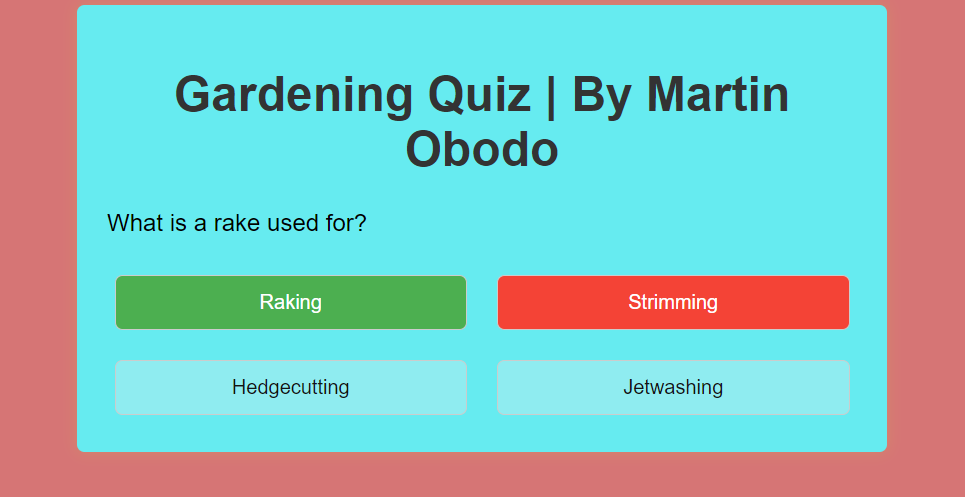 Gardening Quiz | By Martin
Obodo
What is a rake used for?
Raking
Strimming
Hedgecutting
Jetwashing